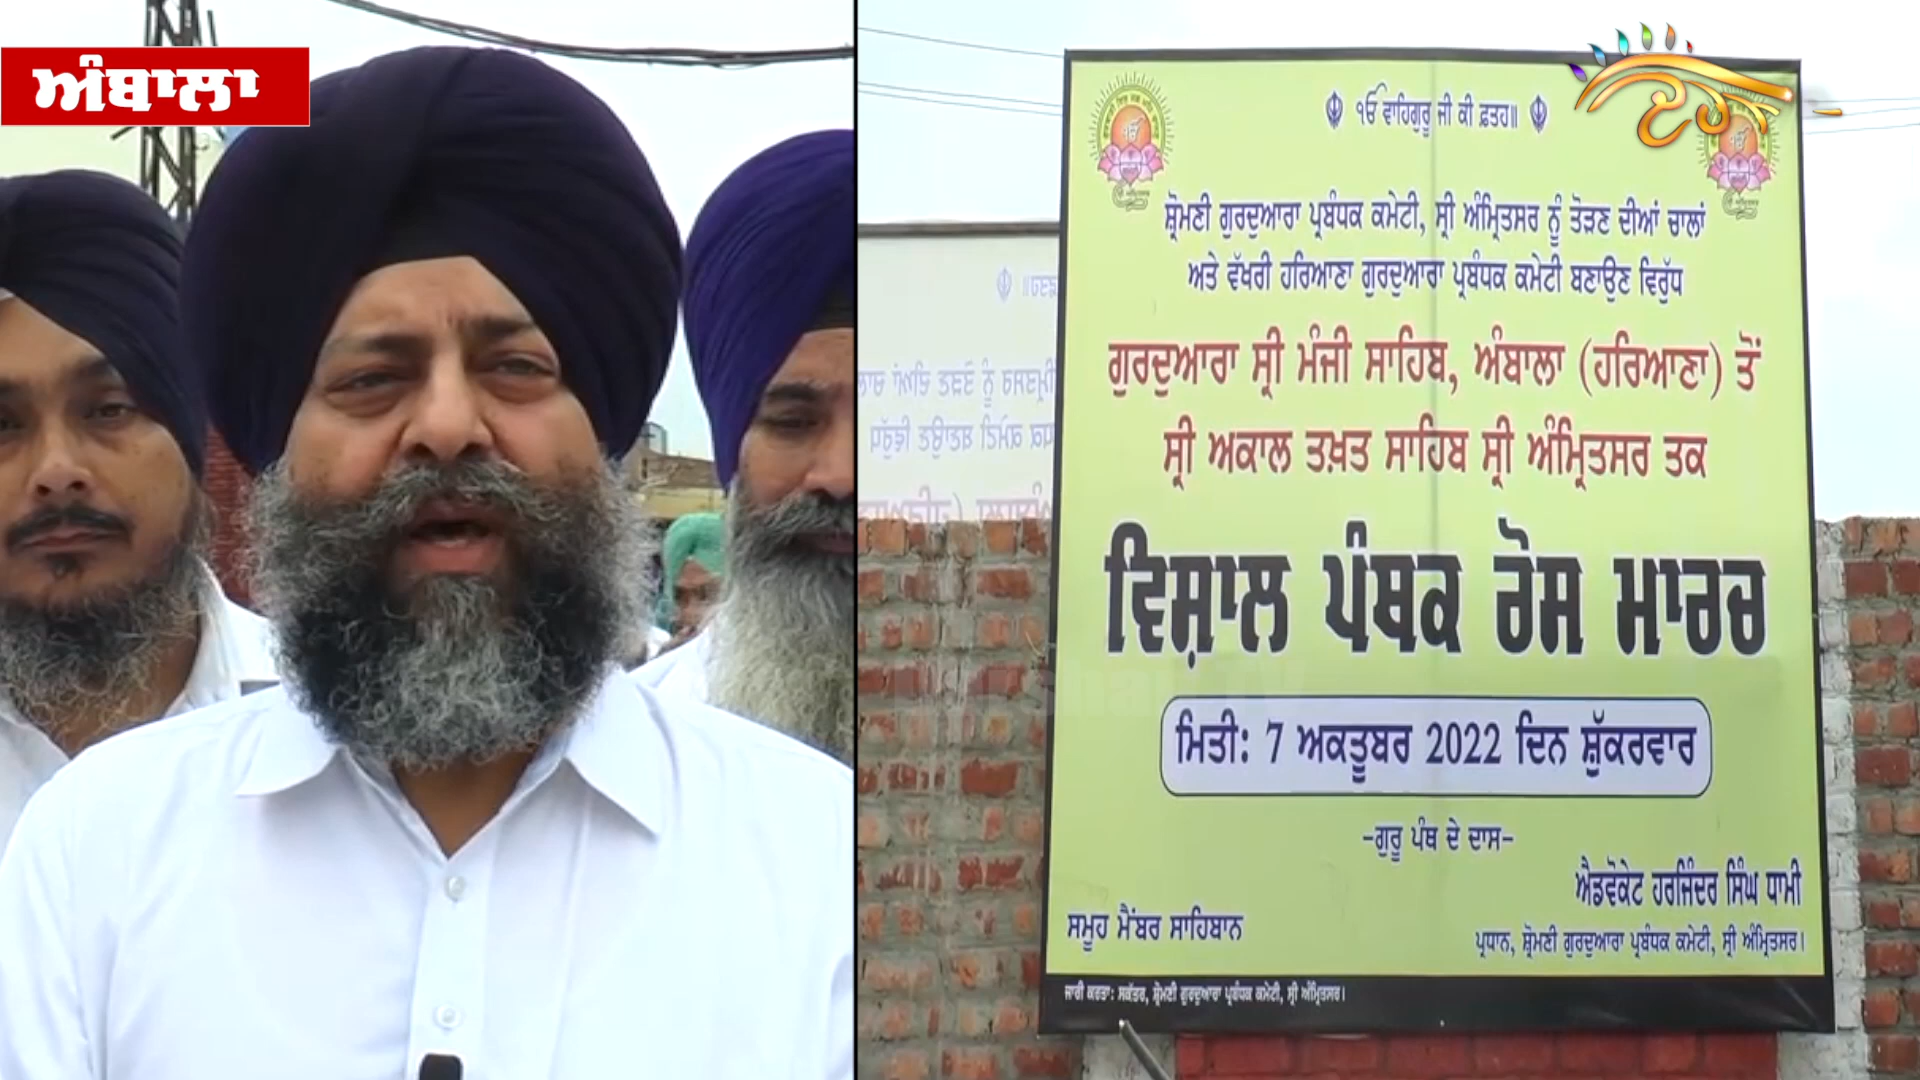 ਅੰਬਾਲਾ
ੴ ਵਾਹਿਗੁਰੂ ਜੀ ਕੀ ਫ਼ਤਹ॥
ਸ਼੍ਰੋਮਣੀ ਗੁਰਦੁਆਰਾ ਪ੍ਰਬੰਧਕ ਕਮੇਟੀ, ਸ੍ਰੀ ਅੰਮ੍ਰਿਤਸਰ ਨੂੰ ਤੋੜਣ ਦੀਆਂ ਚਾਲਾਂ
ਅਤੇ ਵੱਖਰੀ ਹਰਿਆਣਾ ਗੁਰਦੁਆਰਾ ਪ੍ਰਬੰਧਕ ਕਮੇਟੀ ਬਣਾਉਣ ਵਿਰੁੱਧ
ਗੁਰਦੁਆਰਾ ਸ੍ਰੀ ਮੰਜੀ ਸਾਹਿਬ, ਅੰਬਾਲਾ (ਹਰਿਆਣਾ) ਤੋਂ
ਸ੍ਰੀ ਅਕਾਲ ਤਖ਼ਤ ਸਾਹਿਬ ਸ੍ਰੀ ਅੰਮ੍ਰਿਤਸਰ ਤਕ
ਵਿਸ਼ਾਲ ਪੰਥਕ ਰੋਸ ਮਾਰਚ
ਮਿਤੀ: 7 ਅਕਤੂਬਰ 2022 ਦਿਨ ਸ਼ੁੱਕਰਵਾਰ
-ਗੁਰੂ ਪੰਥ ਦੇ ਦਾਸ-
ਐਡਵੋਕੇਟ ਹਰਜਿੰਦਰ ਸਿੰਘ ਧਾਮੀ
ਸਮੂਹ ਮੈਂਬਰ ਸਾਹਿਬਾਨ
ਪ੍ਰਧਾਨ, ਸ਼੍ਰੋਮਣੀ ਗੁਰਦੁਆਰਾ ਪ੍ਰਬੰਧਕ ਕਮੇਟੀ, ਸ੍ਰੀ ਅੰਮ੍ਰਿਤਸਰ।
ਜਾਰੀ ਕਰਤਾ: ਸਕੱਤਰ, ਸ਼੍ਰੋਮਣੀ ਗੁਰਦੁਆਰਾ ਪ੍ਰਬੰਧਕ ਕਮੇਟੀ, ਸ੍ਰੀ ਅੰਮ੍ਰਿਤਸਰ।